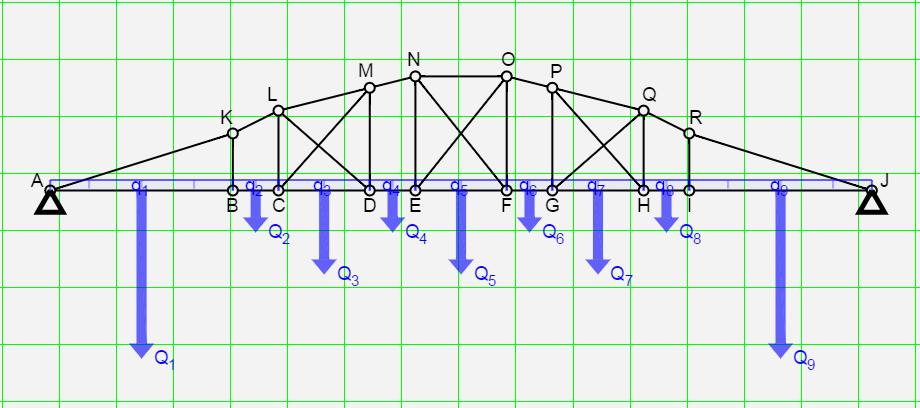 N O
M P
L Q
K R
A J
q1 q2 q3 q4 q5 q6 q7 q8 q9
B C D E F G H I
Q2 Q4 Q6 Q8
Q3 Q5 Q7
Q1 Q9